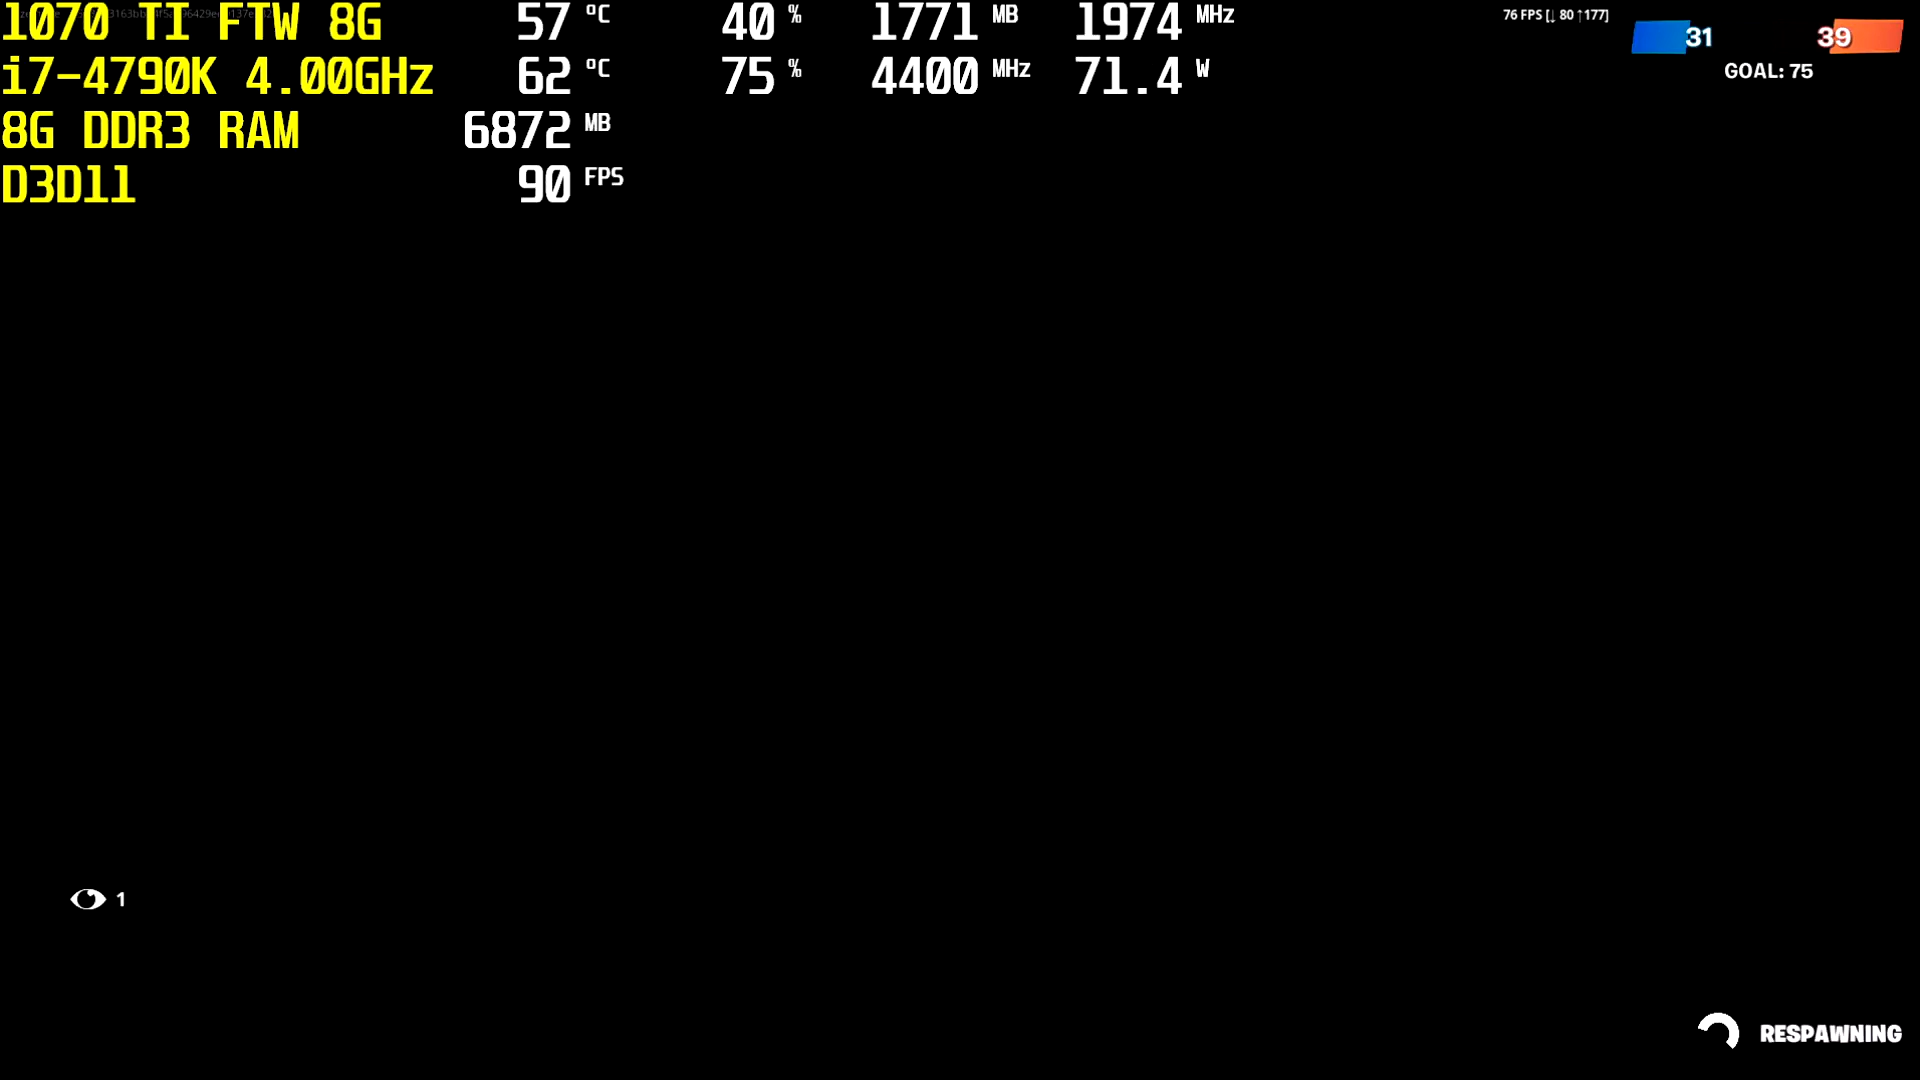 1070 TI FTW 8G 57 °C 40 % 1771 MB 1974 MHz
i7-4790K 4.00GHz 62 °C 75 % 4400 MHz 71.4 W
8G DDR3 RAM 6872 MB
D3D11 90 FPS
76 FPS [↓ 80 ↑177]
31 39
GOAL: 75
1
RESPAWNING